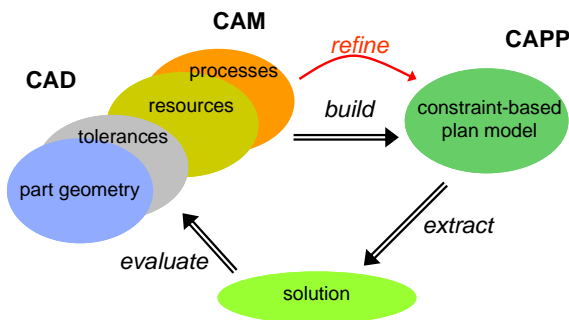 CAM
refine
CAPP
CAD
processes
resources
build
constraint-based
plan model
tolerances
part geometry
extract
evaluate
solution